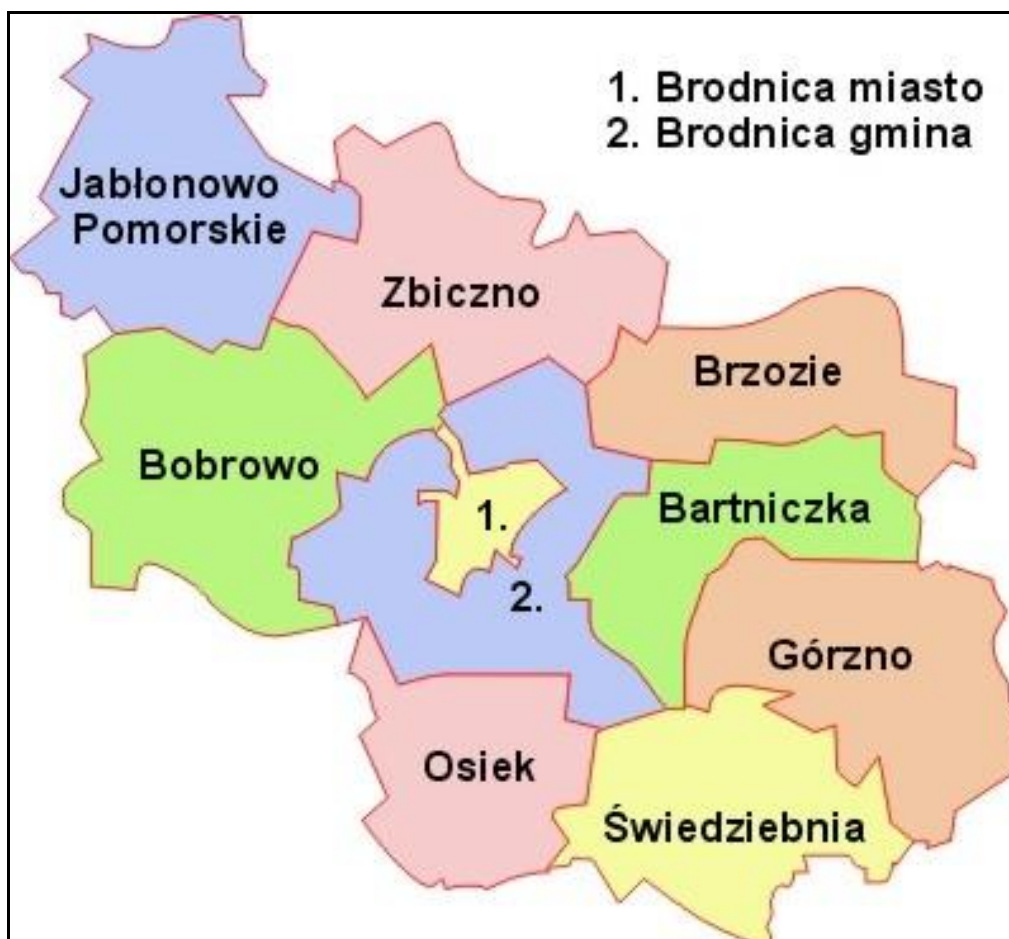 1. Brodnica miasto
2. Brodnica gmina
Jabłonowo
Pomorskie
Zbiczno
Brzozie
Bobrowo
1.
Bartniczka
2.
Górzno
Osiek
Świedziebnia